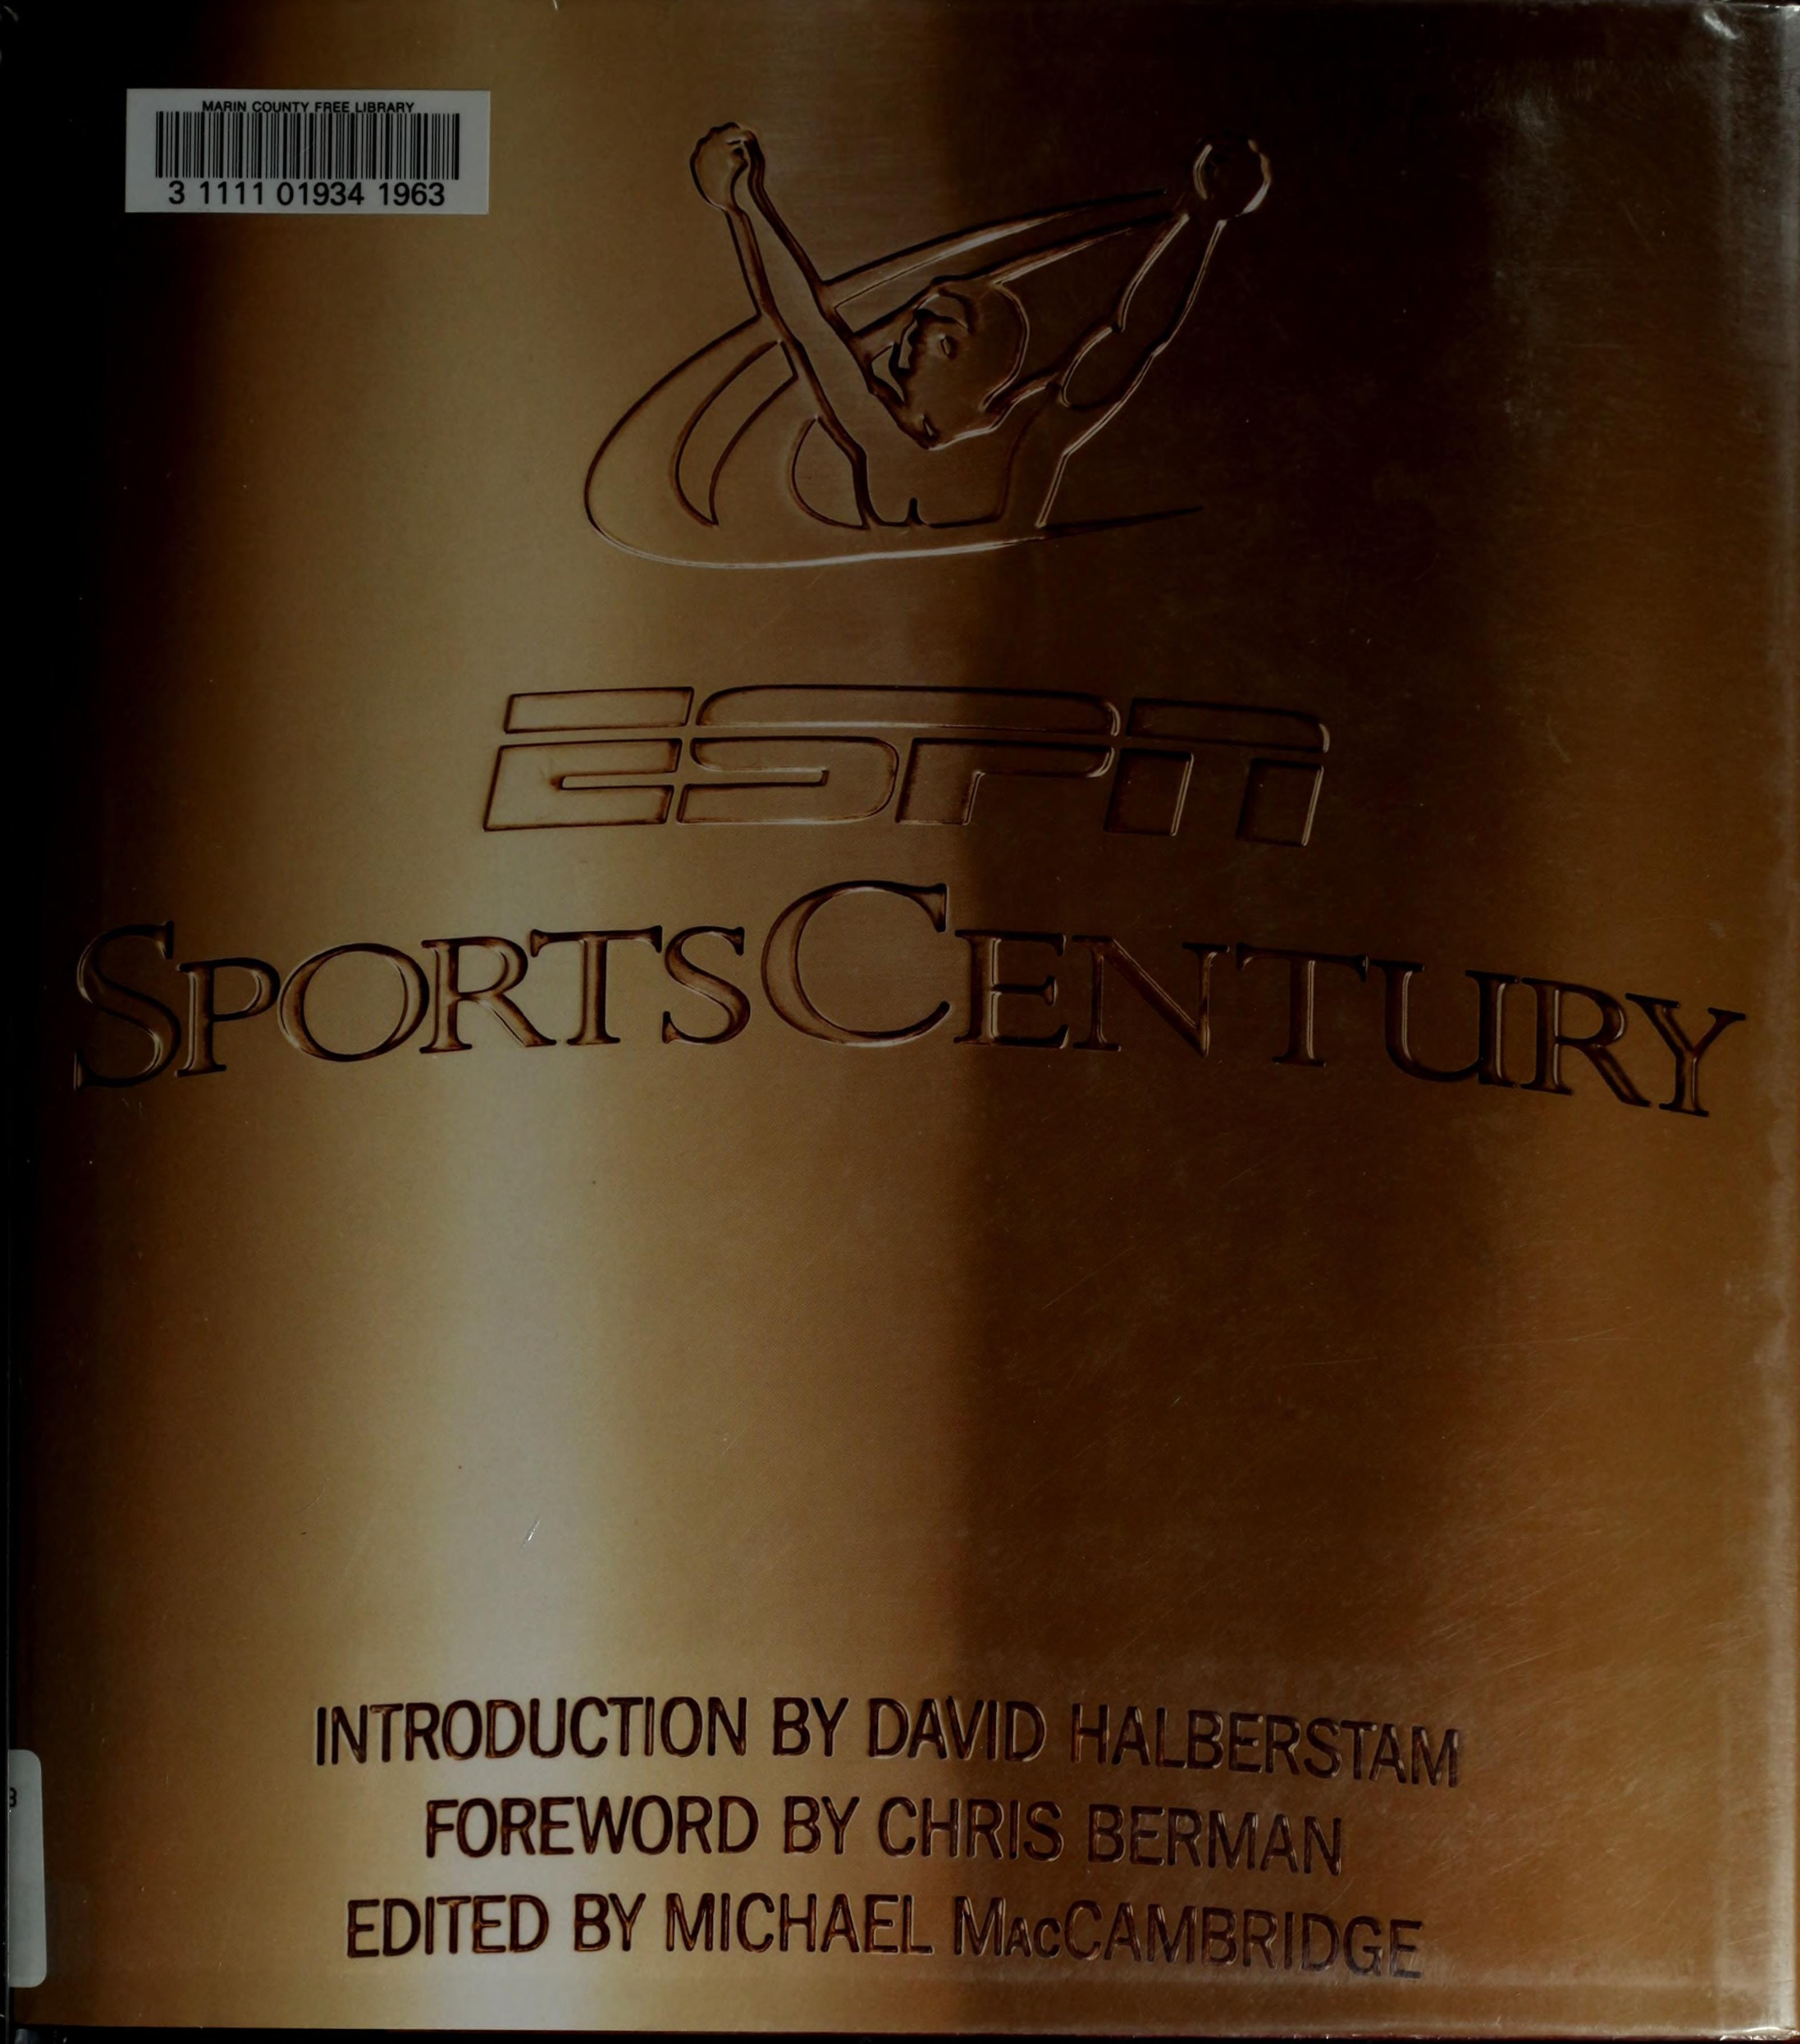 MARIN COUNTY FREE LIBRARY
3 1111 01934 1963
ESPN
SPORTSCENTURY
INTRODUCTION BY DAVID HALBERSTAM
FOREWORD BY CHRIS BERMAN
EDITED BY MICHAEL MacCAMBRIDGE